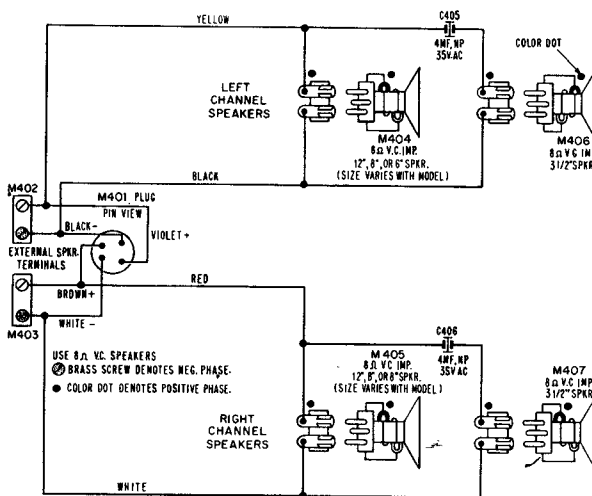 YELLOW
C405
4MF, NP
35V AC
COLOR DOT
LEFT
CHANNEL
SPEAKERS
M404
8Ω V.C. IMP.
12", 8", OR 6" SPKR.
(SIZE VARIES WITH MODEL)
M406
8Ω V C IM
3 1/2" SPKR
BLACK
M402
M401 PLUG
PIN VIEW
BLACK-
VIOLET +
EXTERNAL SPKR.
TERMINALS
BROWN+
RED
M403
WHITE -
USE 8Ω V.C. SPEAKERS
BRASS SCREW DENOTES NEG. PHASE.
COLOR DOT DENOTES POSITIVE PHASE.
C406
4MF, NP
35V AC
M405
8Ω V.C IMP.
12", 8", OR 8" SPKR.
(SIZE VARIES WITH MODEL)
M407
8Ω V.C IMP
3 1/2" SPKR
RIGHT
CHANNEL
SPEAKERS
WHITE